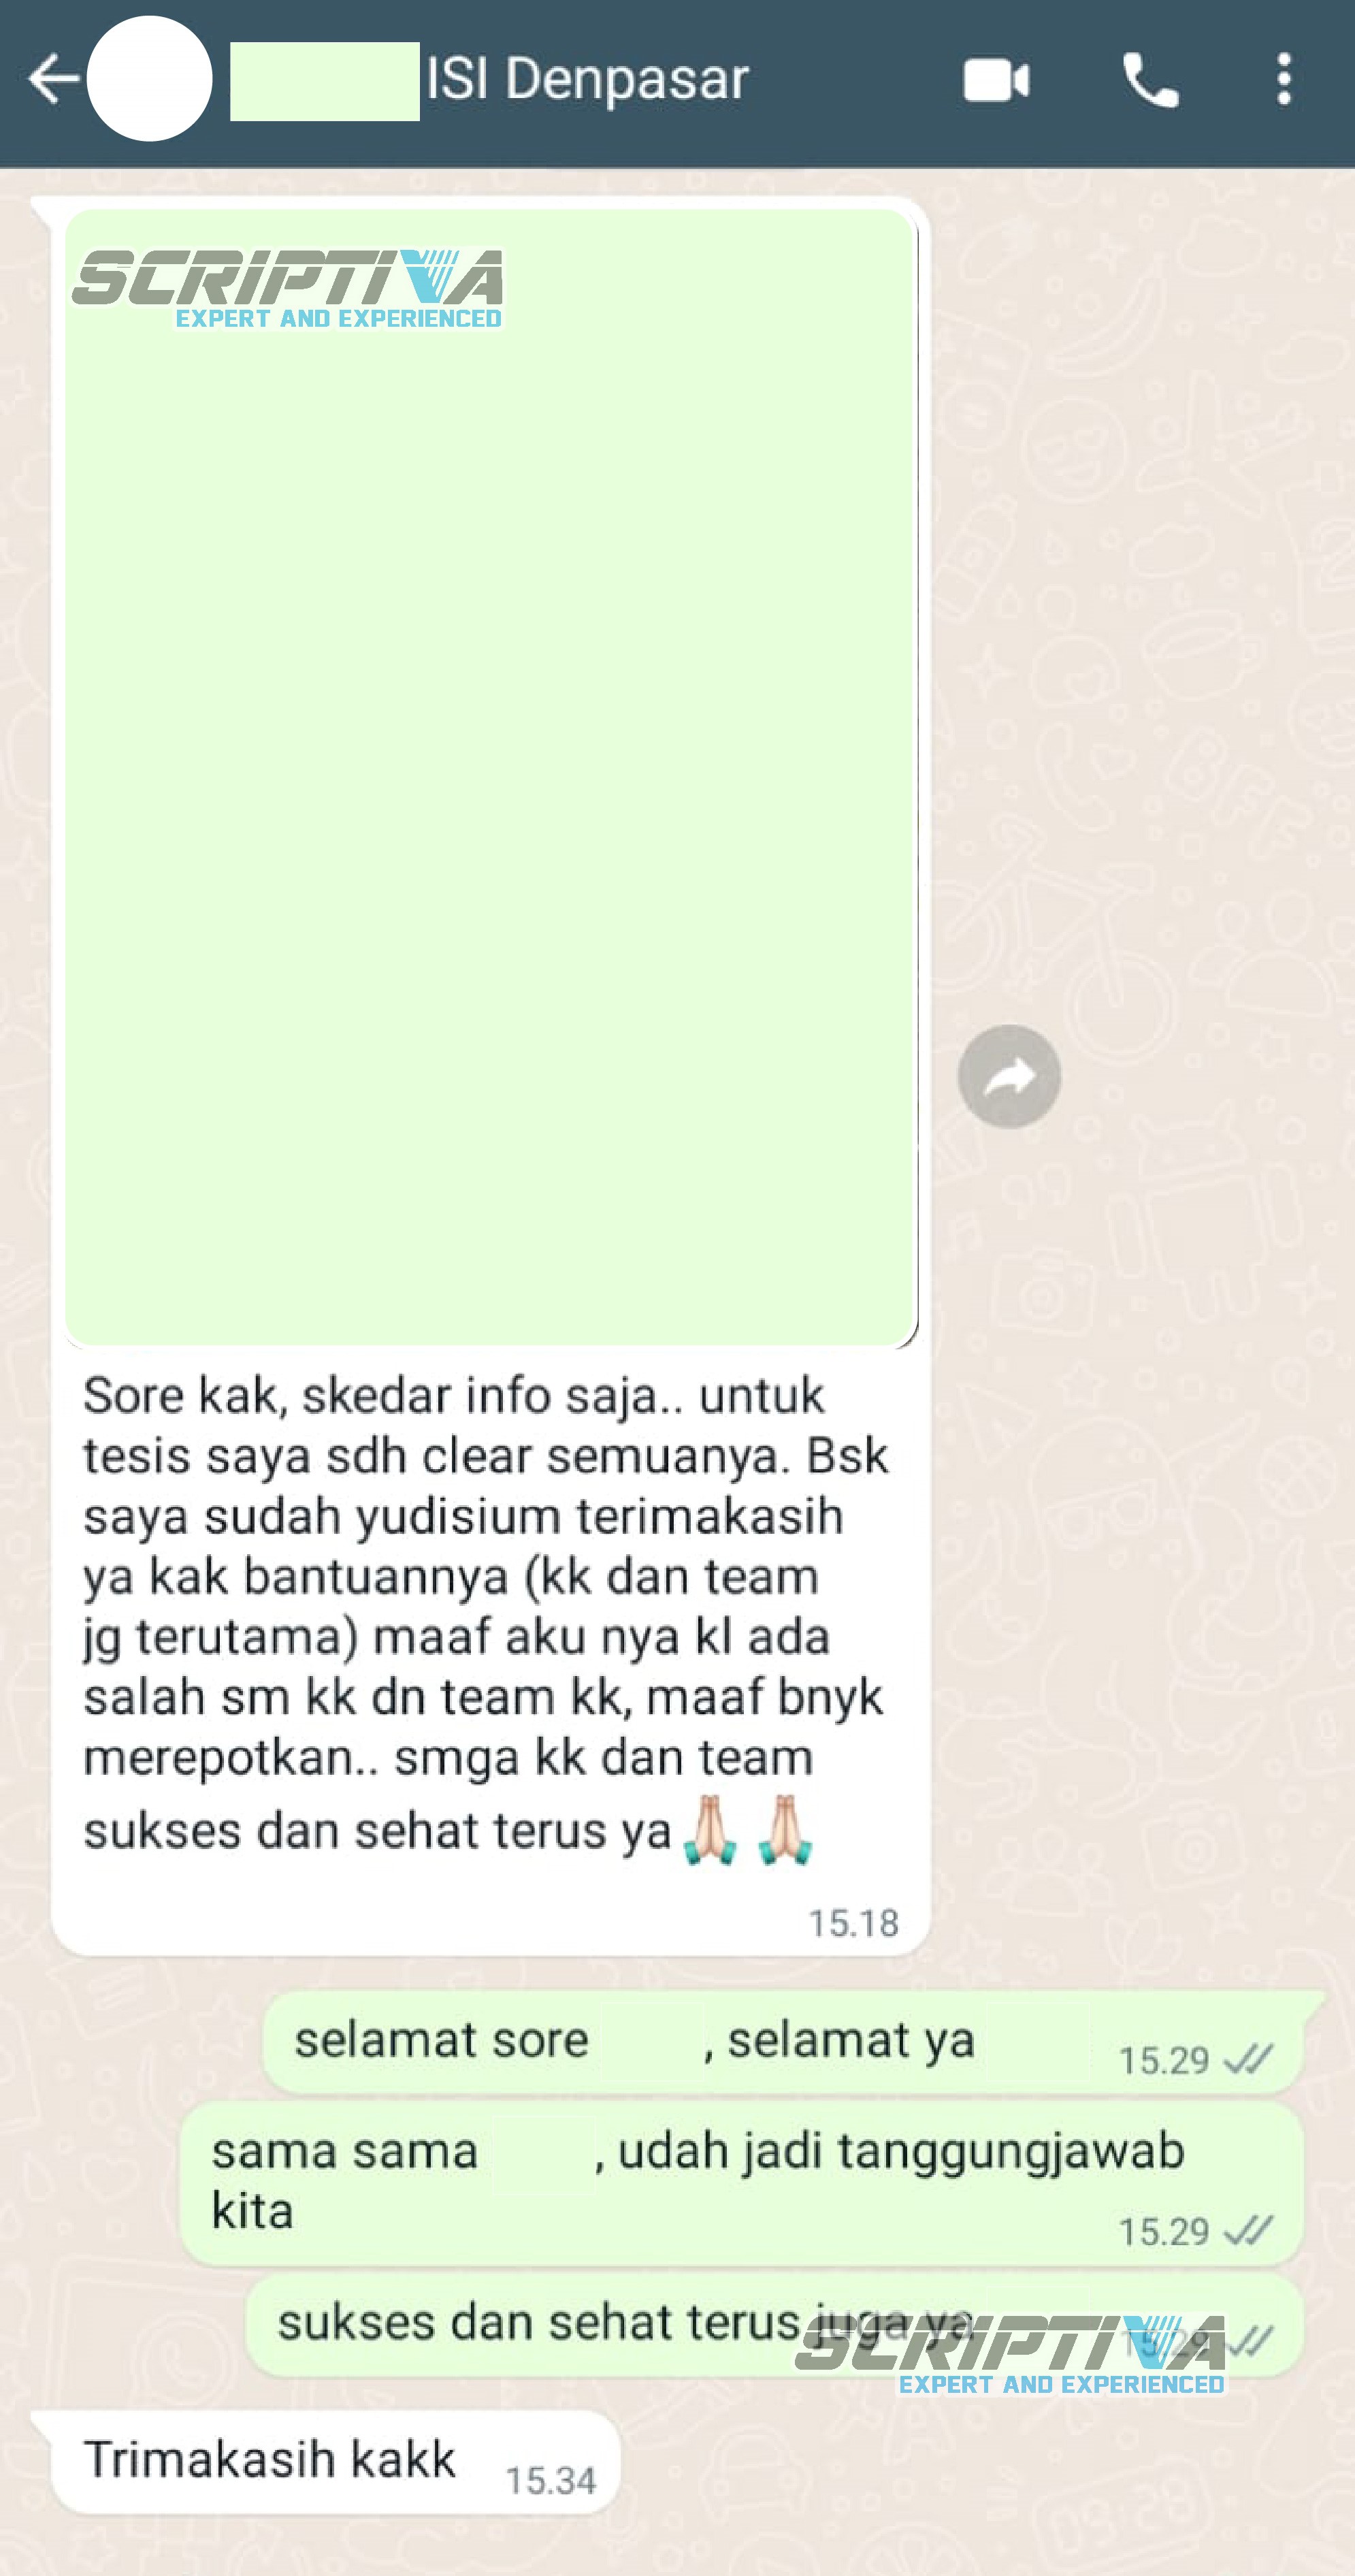 ISI Denpasar
SCRIPTIVA
EXPERT AND EXPERIENCED
Sore kak, skedar info saja.. untuk
tesis saya sdh clear semuanya. Bsk
saya sudah yudisium terimakasih
ya kak bantuannya (kk dan team
jg terutama) maaf aku nya kl ada
salah sm kk dn team kk, maaf bnyk
merepotkan.. smga kk dan team
sukses dan sehat terus ya🙏🏻 🙏🏻
15.18
selamat sore , selamat ya
15.29
sama sama , udah jadi tanggungjawab
kita
15.29
sukses dan sehat terus juga ya
15.29
SCRIPTIVA
EXPERT AND EXPERIENCED
Trimakasih kakk
15.34